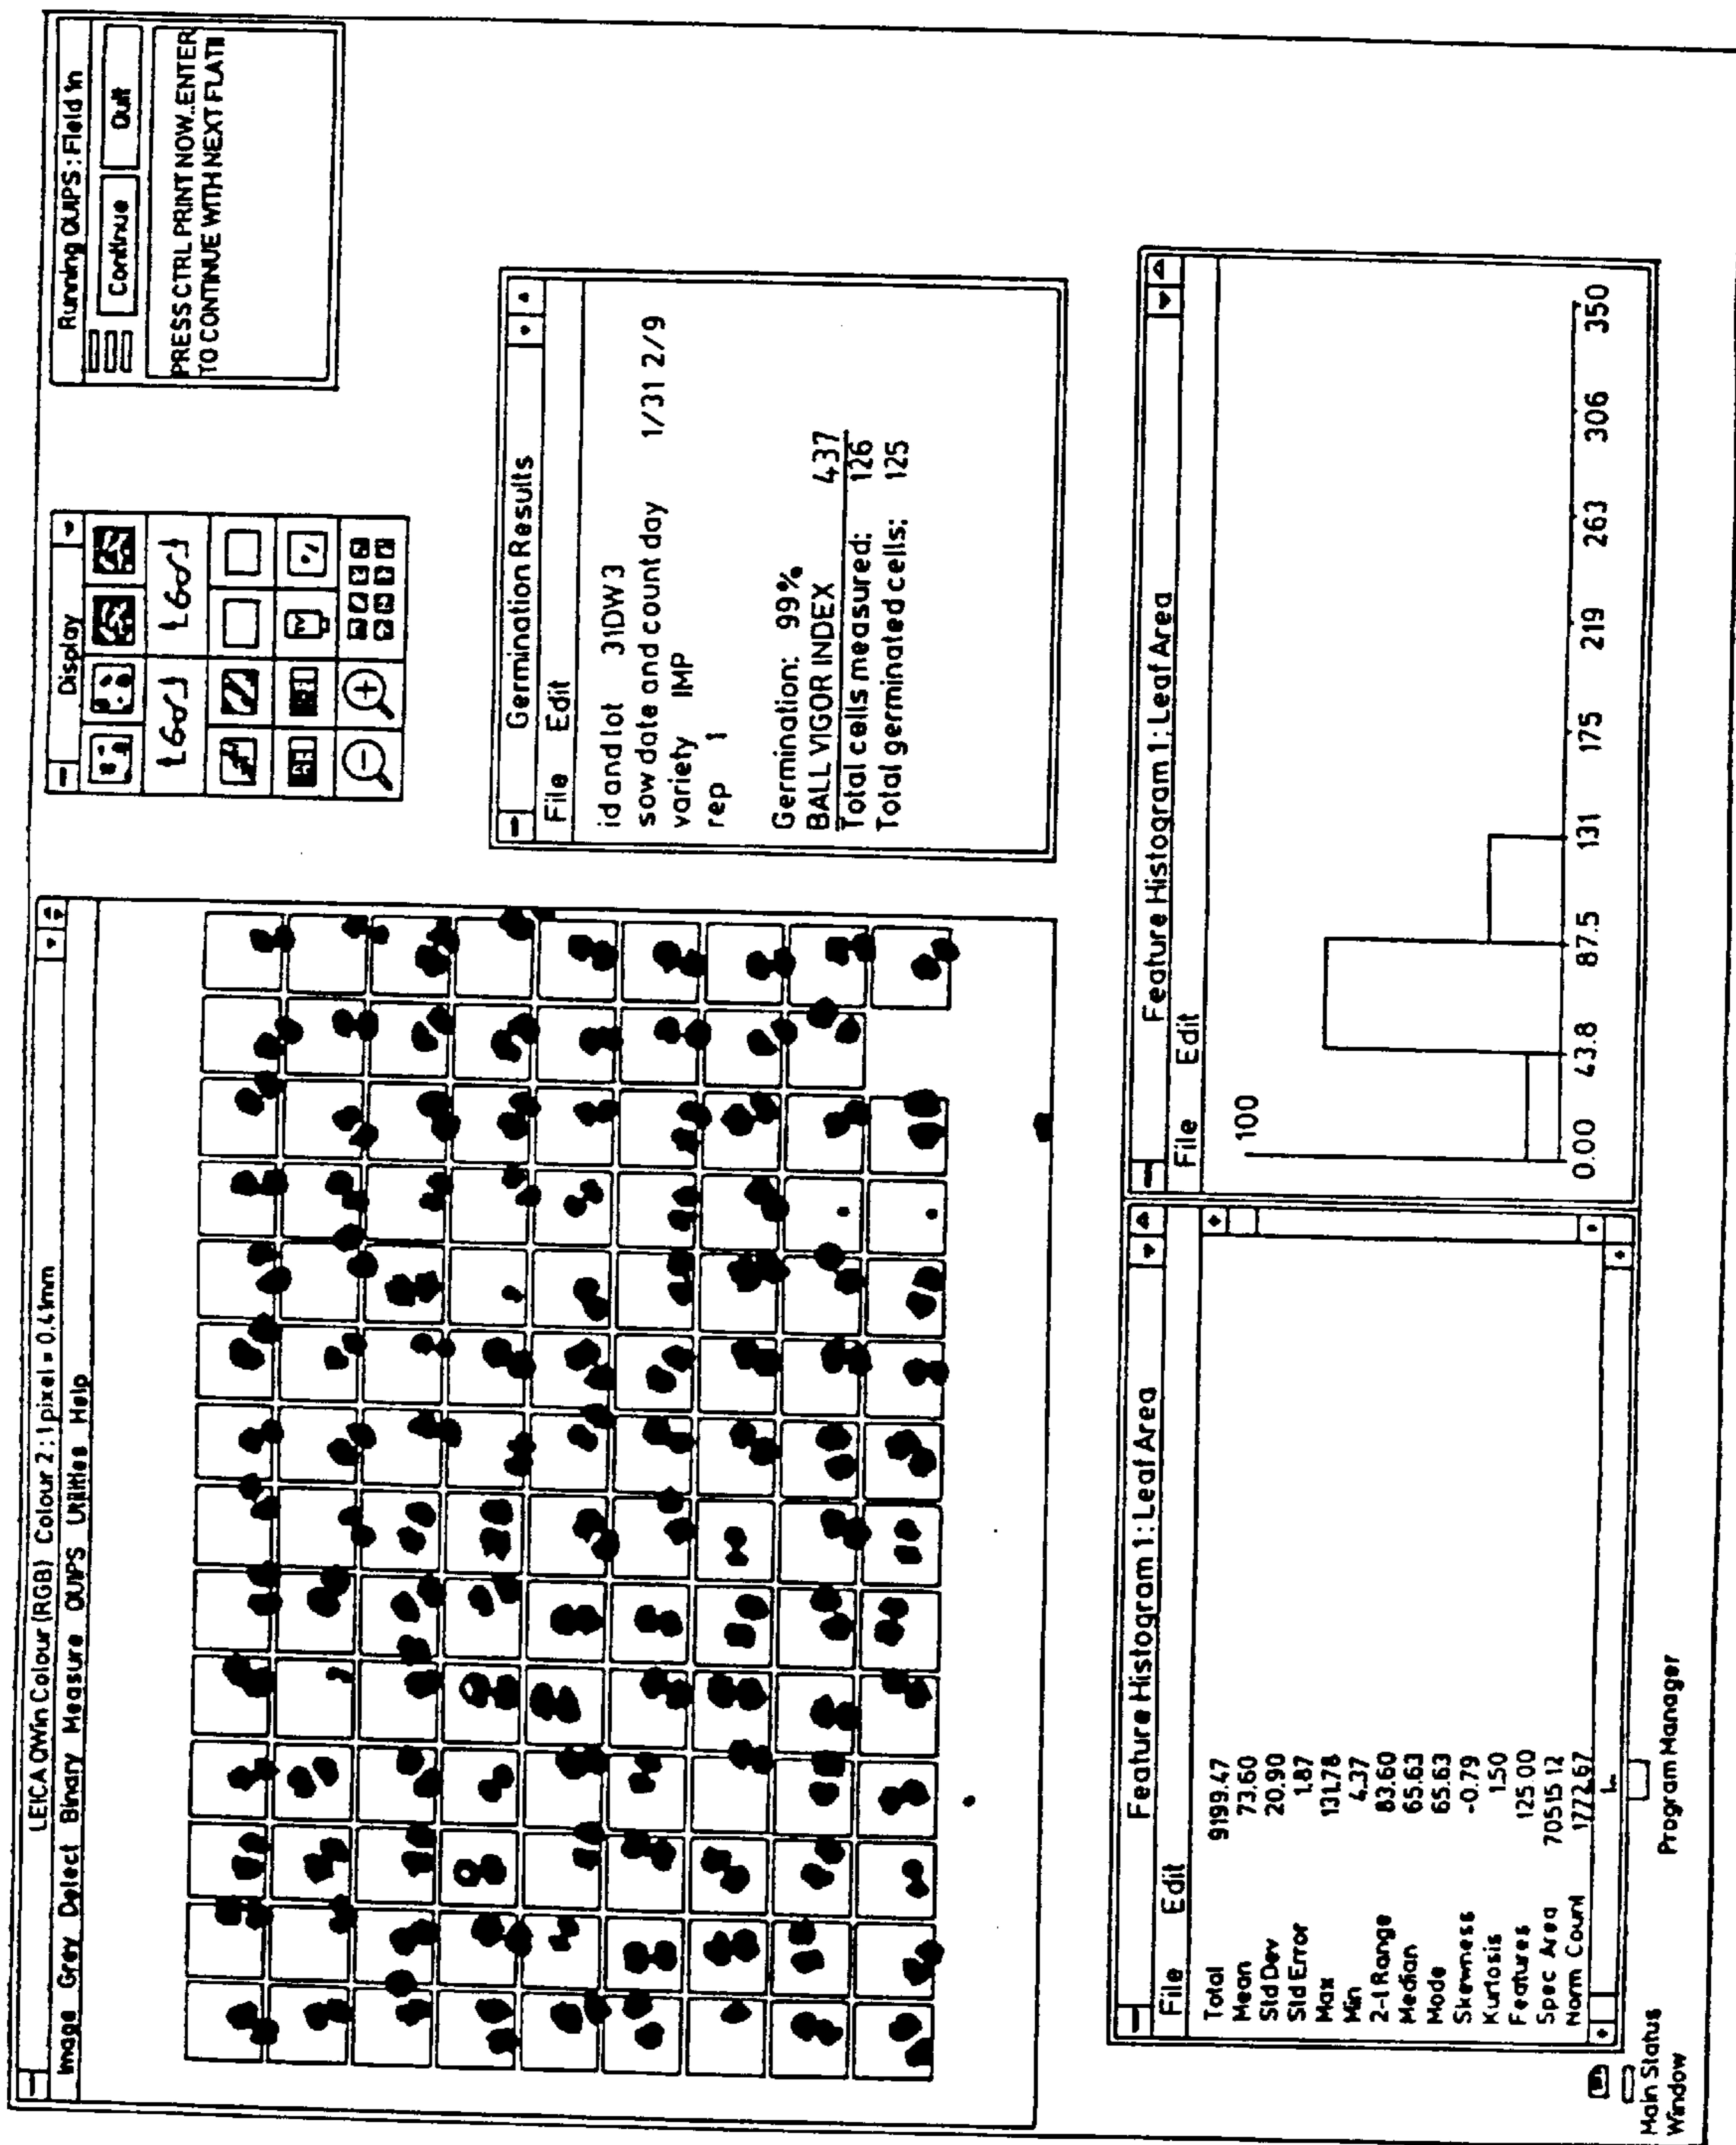 LEICA QWin Colour (RGB) Colour 2 : 1 pixel = 0.41mm
Image Grey Detect Binary Measure QUIPS Utilities Help
Display
Running QUIPS : Field in
Continue Quit
PRESS CTRL PRINT NOW..ENTER
TO CONTINUE WITH NEXT FLAT!!
Germination Results
File Edit
id and lot 31DW3
sow date and count day 1/31 2/9
variety IMP
rep 1
Germination: 99%
BALL VIGOR INDEX 437
Total cells measured: 126
Total germinated cells: 125
Feature Histogram 1: Leaf Area
File Edit
Total 9199.47
Mean 73.60
Std Dev 20.90
Std Error 1.87
Max 131.78
Min 4.37
2-1 Range 83.60
Median 65.63
Mode 65.63
Skewness -0.79
Kurtosis 1.50
Features 125.00
Spec Area 70515 12
Norm Count 1772.67
Feature Histogram 1: Leaf Area
File Edit
100
0.00 43.8 87.5 131 175 219 263 306 350
Main Status
Window
Program Manager